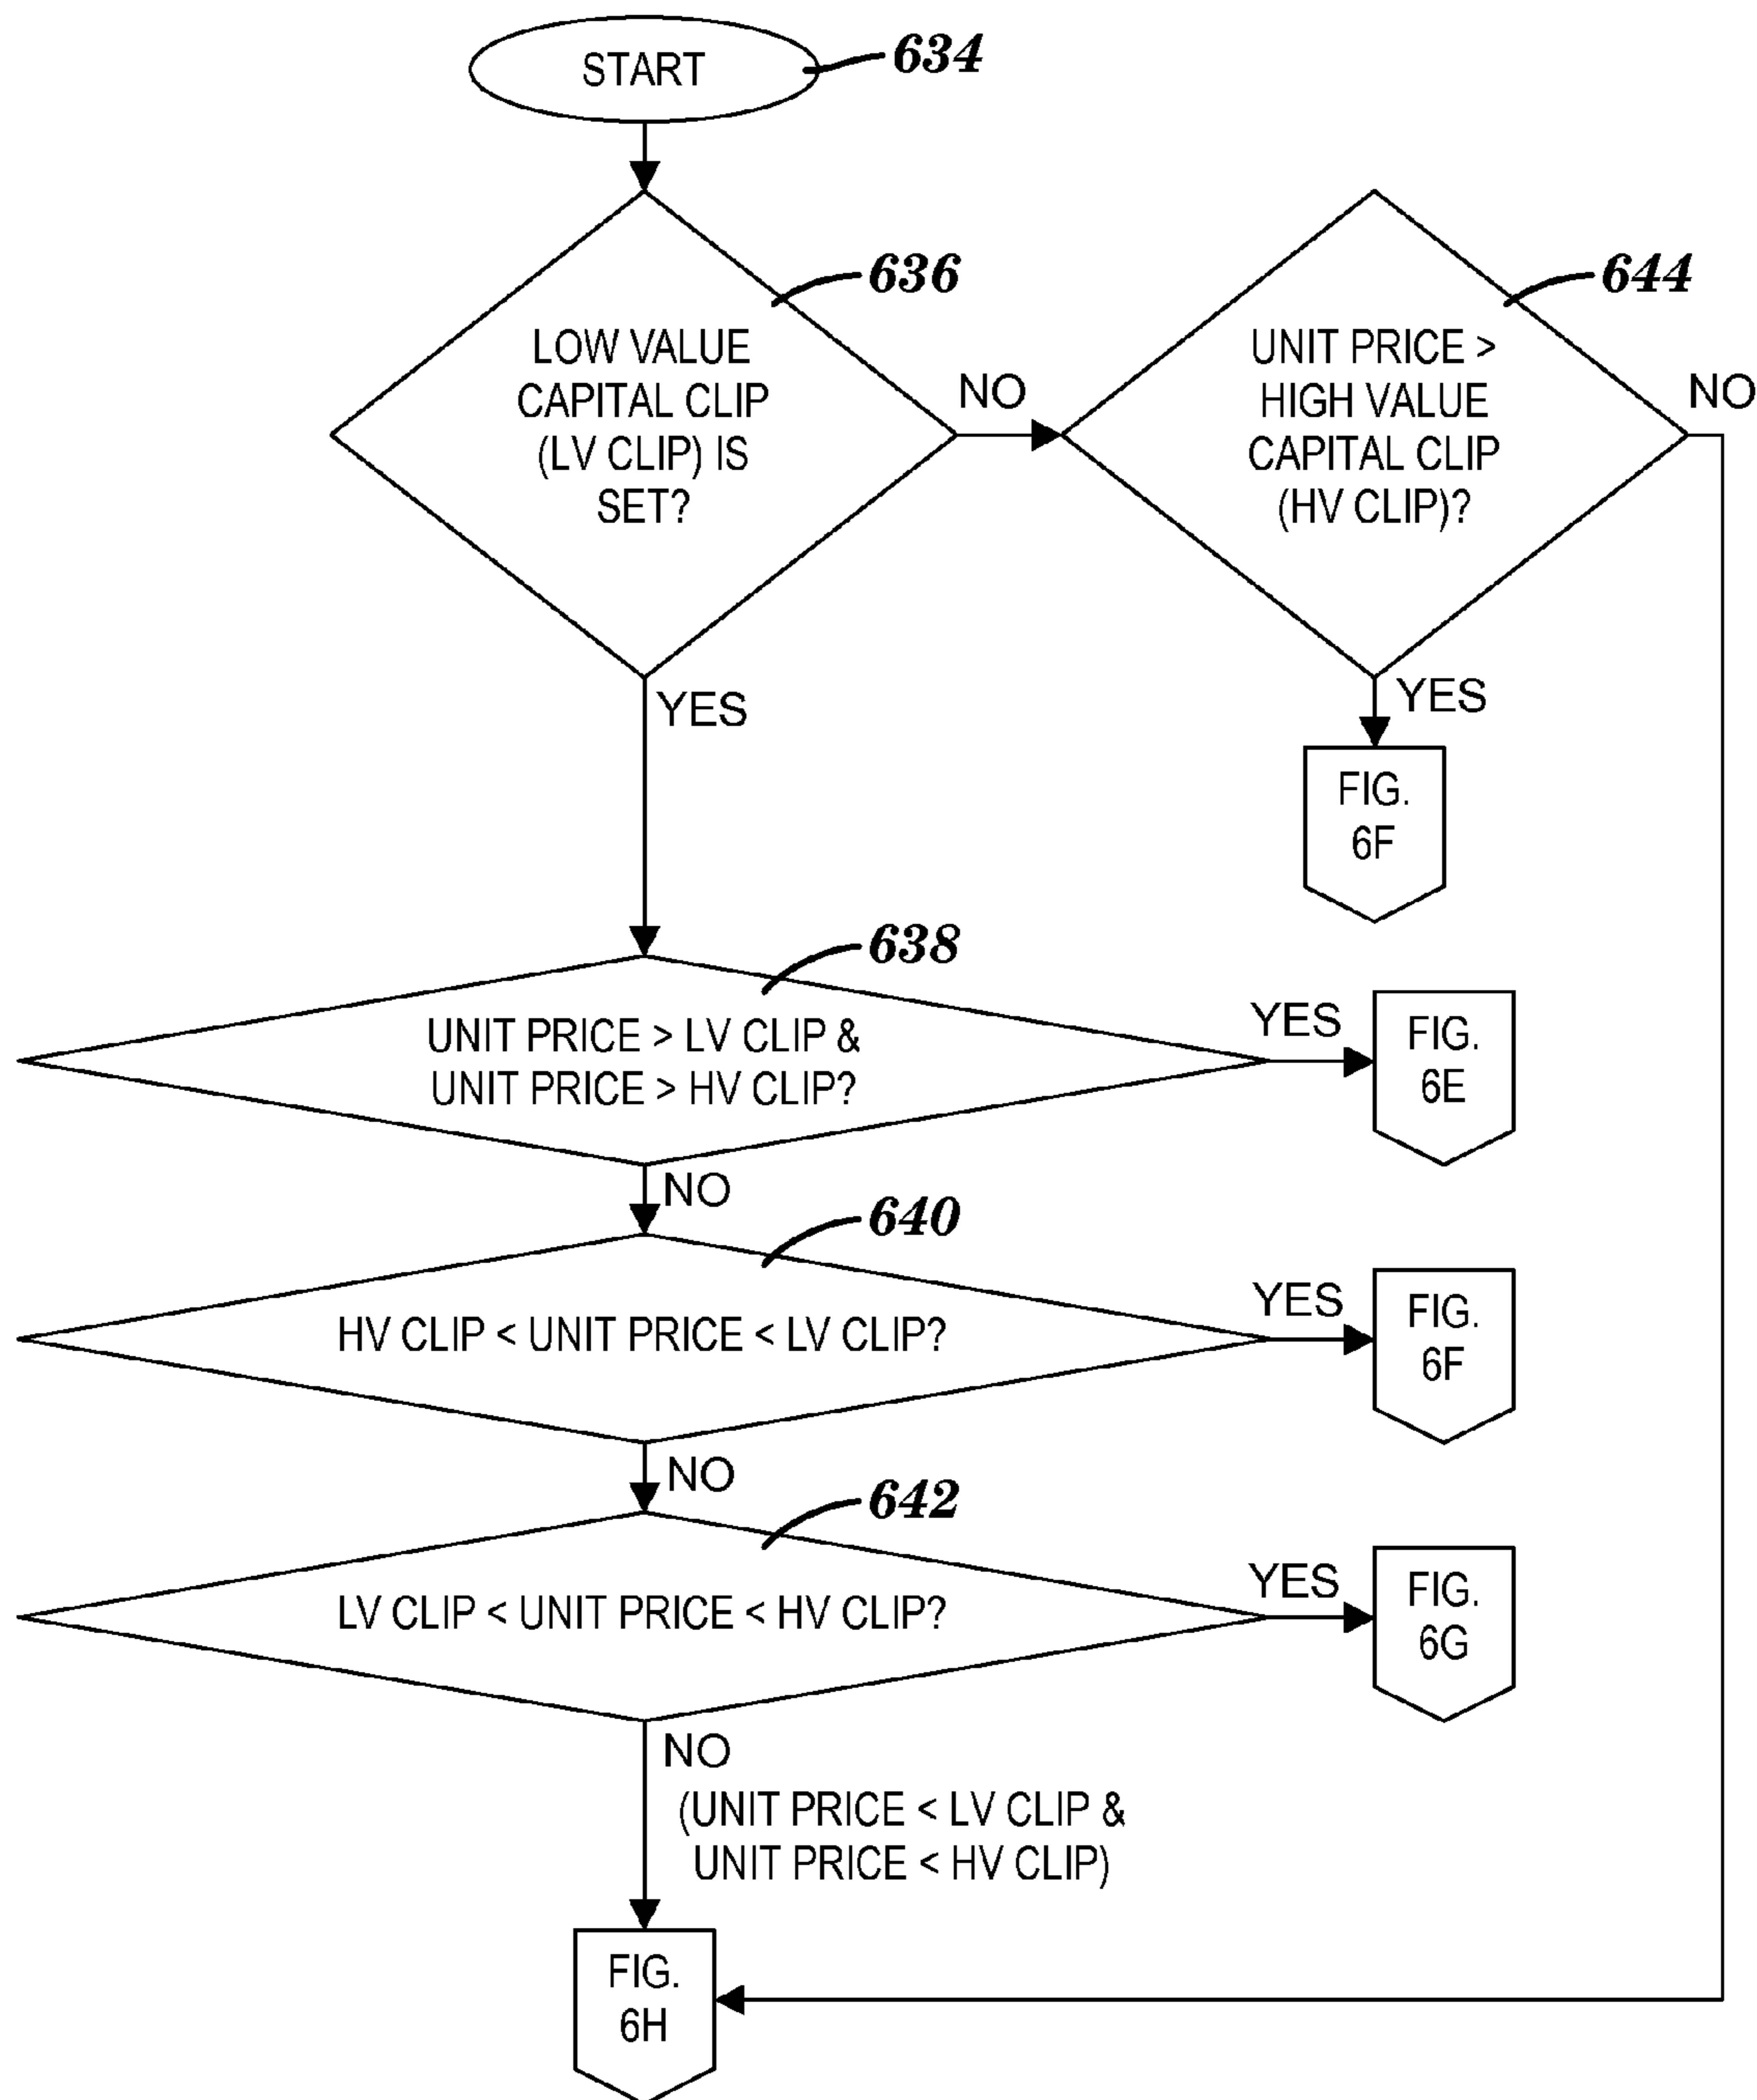 START
634
636
LOW VALUE
CAPITAL CLIP
(LV CLIP) IS
SET?
NO
644
UNIT PRICE >
HIGH VALUE
CAPITAL CLIP
(HV CLIP)?
NO
YES
YES
FIG.
6F
638
UNIT PRICE > LV CLIP &
UNIT PRICE > HV CLIP?
YES
FIG.
6E
NO
640
HV CLIP < UNIT PRICE < LV CLIP?
YES
FIG.
6F
NO
642
LV CLIP < UNIT PRICE < HV CLIP?
YES
FIG.
6G
NO
(UNIT PRICE < LV CLIP &
UNIT PRICE < HV CLIP)
FIG.
6H